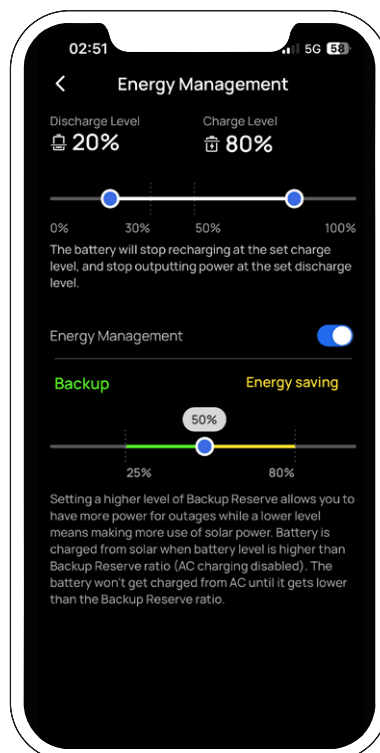 02:51 5G 58
Energy Management
Discharge Level Charge Level
20% 80%
0% 30% 50% 100%
The battery will stop recharging at the set charge
level, and stop outputting power at the set discharge
level.
Energy Management
Backup Energy saving
50%
25% 80%
Setting a higher level of Backup Reserve allows you to
have more power for outages while a lower level
means making more use of solar power. Battery is
charged from solar when battery level is higher than
Backup Reserve ratio (AC charging disabled). The
battery won't get charged from AC until it gets lower
than the Backup Reserve ratio.